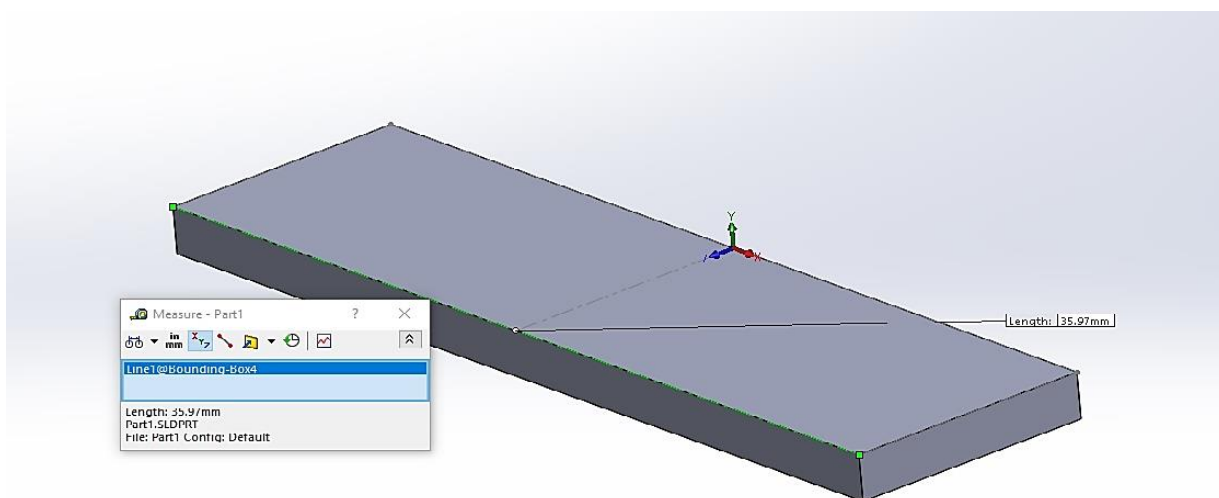 Y
X
Length: 35.97mm
Measure - Part1
?
in
mm
XYZ
Line1@Bounding-Box4
Length: 35.97mm
Part1.SLDPRT
File: Part1 Config: Default